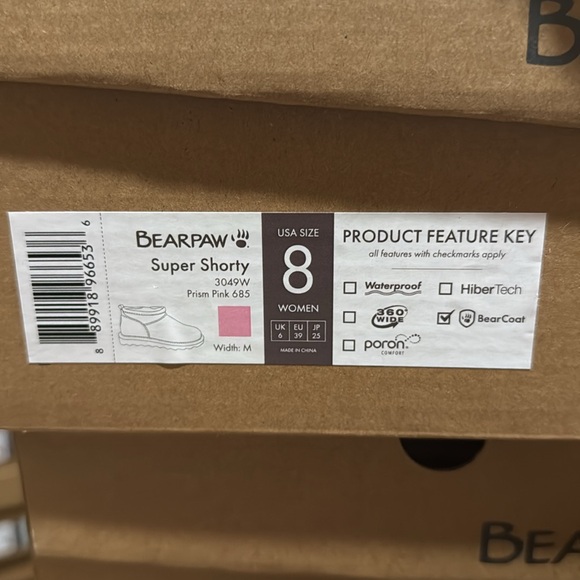 B
8 89918 96653 6
BEARPAW
Super Shorty
3049W
Prism Pink 685
Width: M
USA SIZE
8
WOMEN
UK EU JP
6 39 25
MADE IN CHINA
PRODUCT FEATURE KEY
all features with checkmarks apply
Waterproof
HiberTech
360°
WIDE
BearCoat
poron
COMFORT
BEA